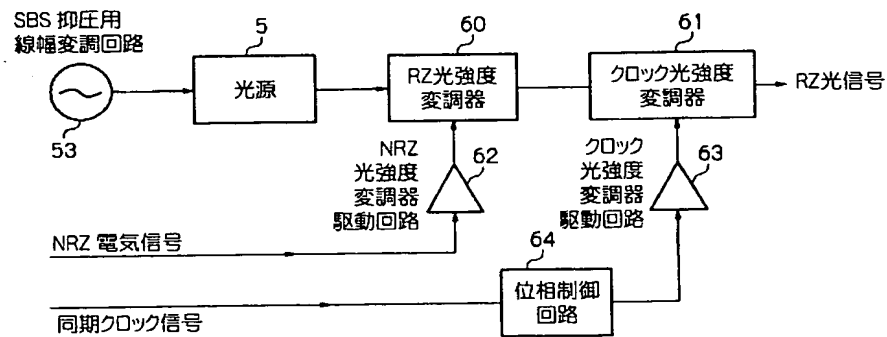 SBS 抑圧用
線幅変調回路
53
5
光源
60
RZ光強度
変調器
61
クロック光強度
変調器
RZ光信号
NRZ
光強度
変調器
駆動回路
62
クロック
光強度
変調器
駆動回路
63
NRZ 電気信号
64
位相制御
回路
同期クロック信号